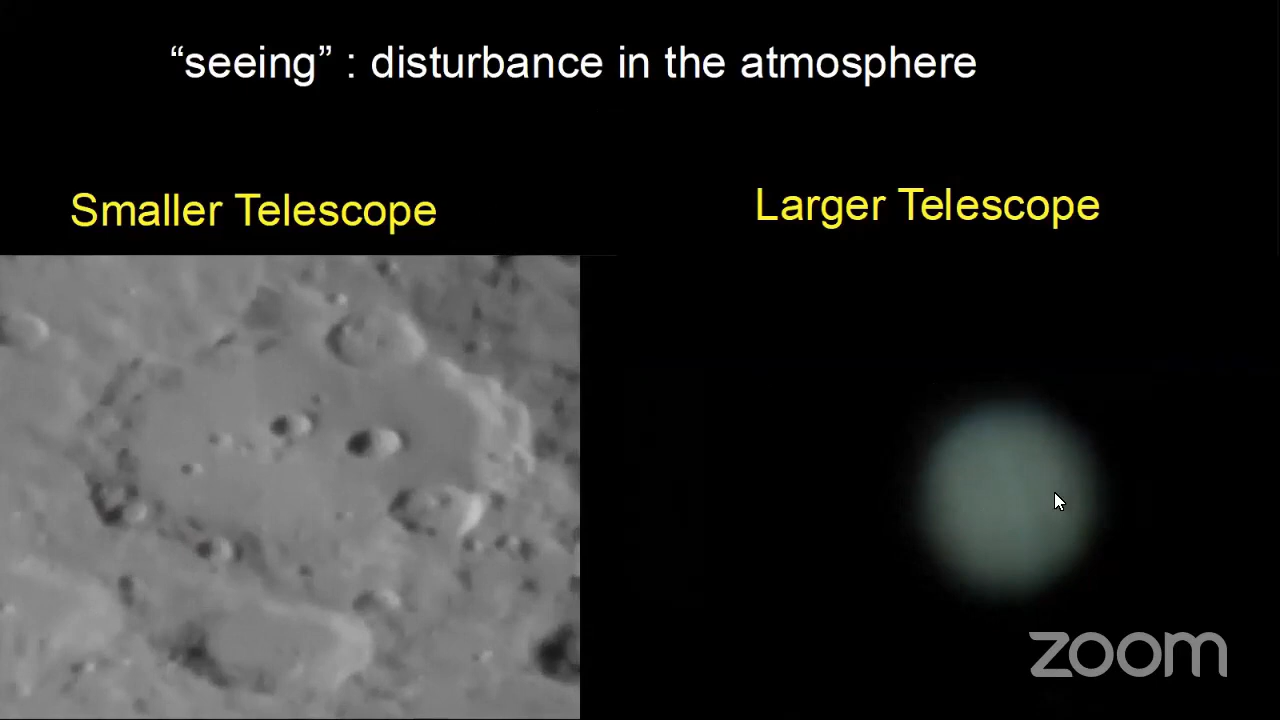 “seeing” : disturbance in the atmosphere
Smaller Telescope
Larger Telescope
zoom